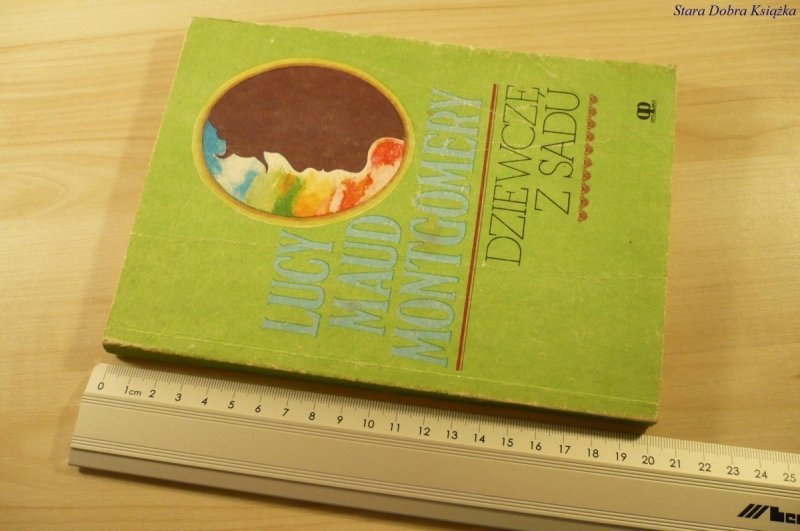 Stara Dobra Książka
LUCY
MAUD
MONTGOMERY
DZIEWCZĘ
Z SADU
0 1cm 2 3 4 5 6 7 8 9 10 11 12 13 14 15 16 17 18 19 20 21 22 23 24 25